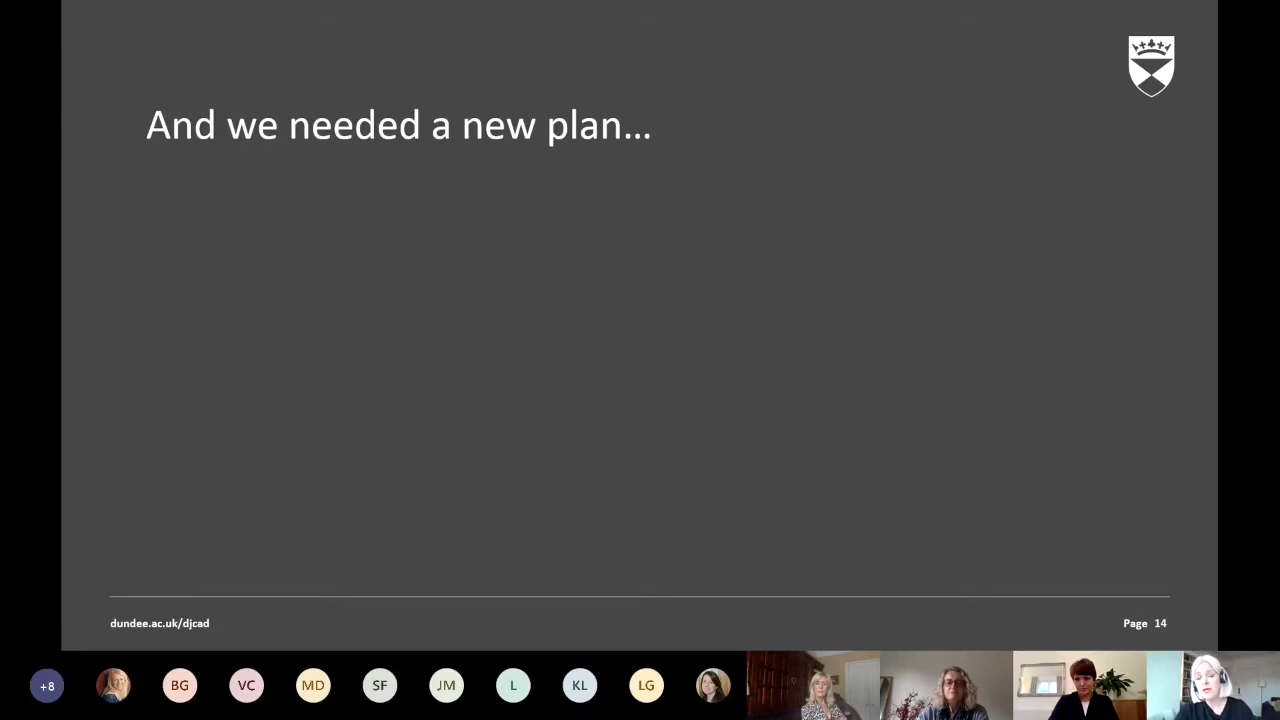 And we needed a new plan...
dundee.ac.uk/djcad
Page 14
+8
BG
VC
MD
SF
JM
L
KL
LG